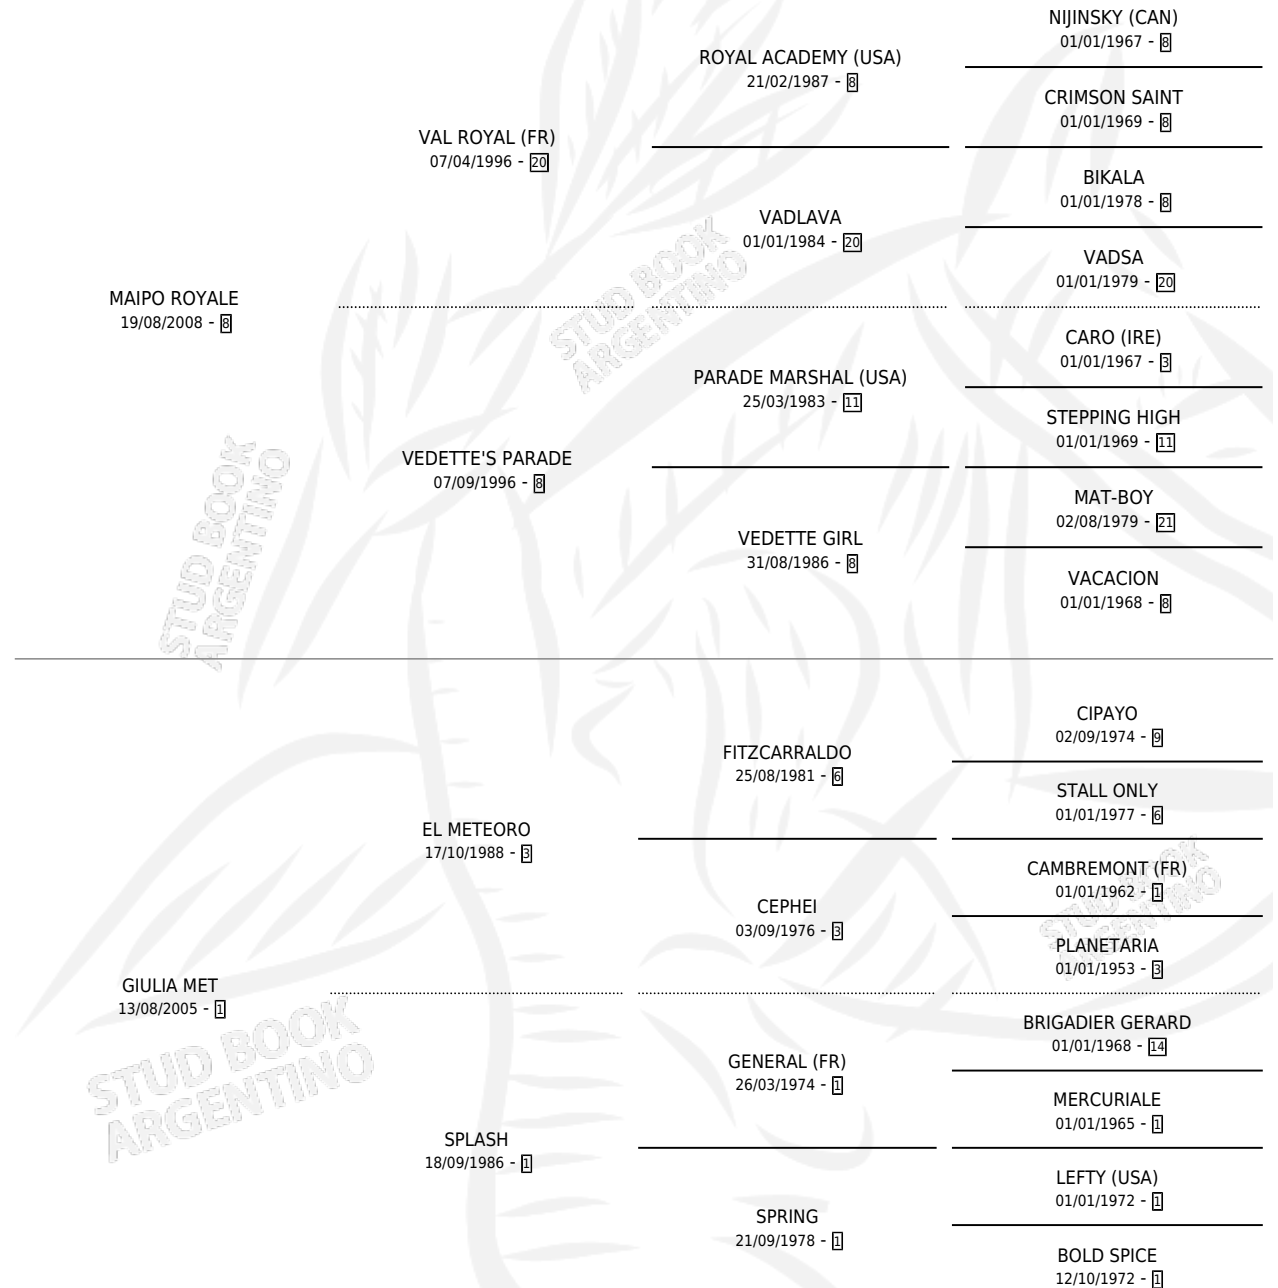 NIJINSKY (CAN)
01/01/1967 - 8
ROYAL ACADEMY (USA)
21/02/1987 - 8
CRIMSON SAINT
01/01/1969 - 8
VAL ROYAL (FR)
07/04/1996 - 20
BIKALA
01/01/1978 - 8
VADLAVA
01/01/1984 - 20
VADSA
01/01/1979 - 20
MAIPO ROYALE
19/08/2008 - 8
CARO (IRE)
01/01/1967 - 3
PARADE MARSHAL (USA)
25/03/1983 - 11
STEPPING HIGH
01/01/1969 - 11
VEDETTE'S PARADE
07/09/1996 - 8
MAT-BOY
02/08/1979 - 21
VEDETTE GIRL
31/08/1986 - 8
VACACION
01/01/1968 - 8
CIPAYO
02/09/1974 - 9
FITZCARRALDO
25/08/1981 - 6
STALL ONLY
01/01/1977 - 6
EL METEORO
17/10/1988 - 3
CAMBREMONT (FR)
01/01/1962 - 1
CEPHEI
03/09/1976 - 3
PLANETARIA
01/01/1953 - 3
GIULIA MET
13/08/2005 - 1
BRIGADIER GERARD
01/01/1968 - 14
GENERAL (FR)
26/03/1974 - 1
MERCURIALE
01/01/1965 - 1
SPLASH
18/09/1986 - 1
LEFTY (USA)
01/01/1972 - 1
SPRING
21/09/1978 - 1
BOLD SPICE
12/10/1972 - 1
STUD BOOK
ARGENTINO
STUD BOOK
ARGENTINO
STUD BOOK
ARGENTINO
STUD BOOK
ARGENTINO